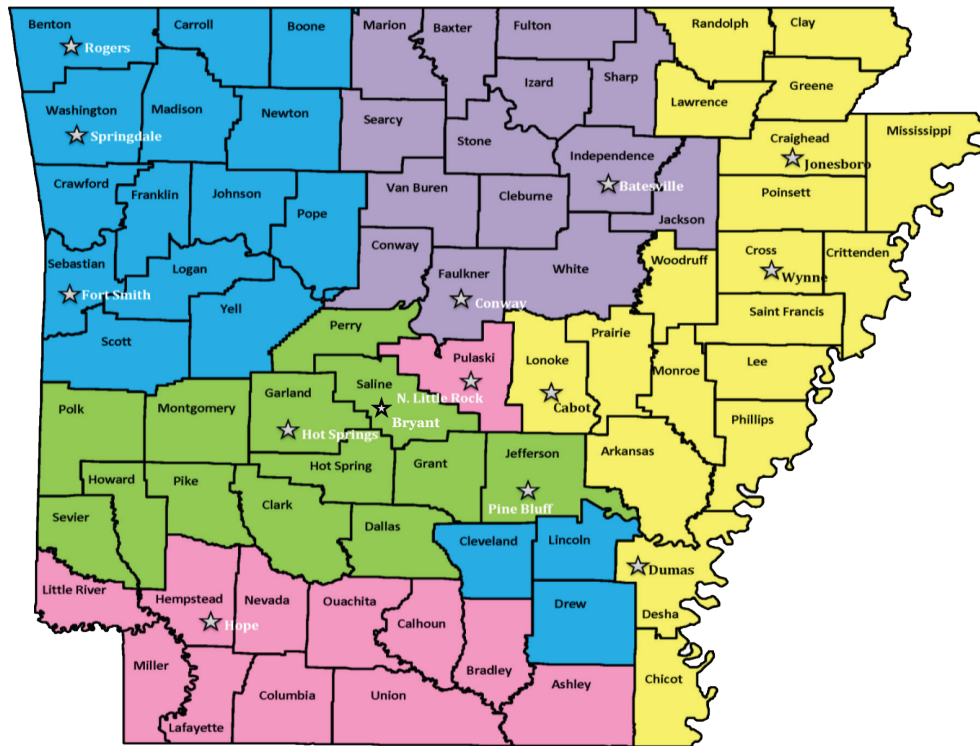 Benton
Rogers
Carroll
Boone
Marion
Baxter
Fulton
Randolph
Clay
Washington
Springdale
Madison
Newton
Searcy
Stone
Izard
Sharp
Lawrence
Greene
Craighead
Jonesboro
Mississippi
Crawford
Franklin
Johnson
Pope
Van Buren
Cleburne
Independence
Batesville
Jackson
Poinsett
Sebastian
Fort Smith
Logan
Yell
Conway
Faulkner
Conway
White
Woodruff
Cross
Wynne
Crittenden
Scott
Perry
Pulaski
N. Little Rock
Lonoke
Cabot
Prairie
Monroe
Saint Francis
Lee
Phillips
Polk
Montgomery
Garland
Hot Springs
Saline
Bryant
Hot Spring
Grant
Jefferson
Pine Bluff
Arkansas
Howard
Pike
Sevier
Clark
Dallas
Cleveland
Lincoln
Dumas
Desha
Little River
Hempstead
Hope
Nevada
Ouachita
Calhoun
Bradley
Drew
Miller
Lafayette
Columbia
Union
Ashley
Chicot